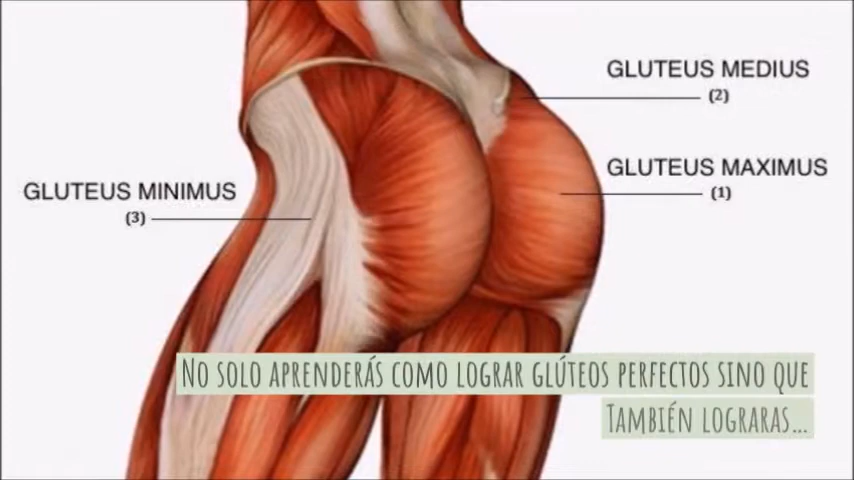 GLUTEUS MEDIUS
(2)
GLUTEUS MAXIMUS
(1)
GLUTEUS MINIMUS
(3)
No solo aprenderás como lograr glúteos perfectos sino que
También lograras...